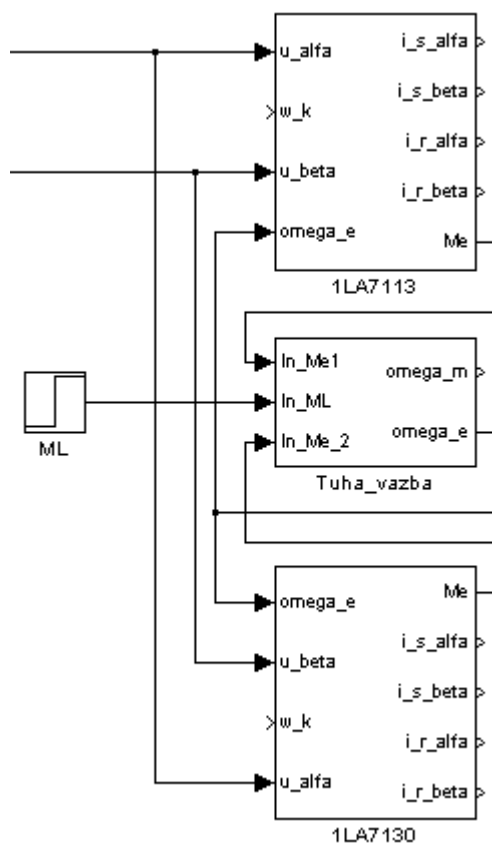 u_alfa
i_s_alfa
i_s_beta
w_k
i_r_alfa
u_beta
i_r_beta
omega_e
Me
1LA7113
In_Me1
omega_m
In_ML
omega_e
In_Me_2
ML
Tuha_vazba
omega_e
Me
i_s_alfa
u_beta
i_s_beta
w_k
i_r_alfa
u_alfa
i_r_beta
1LA7130